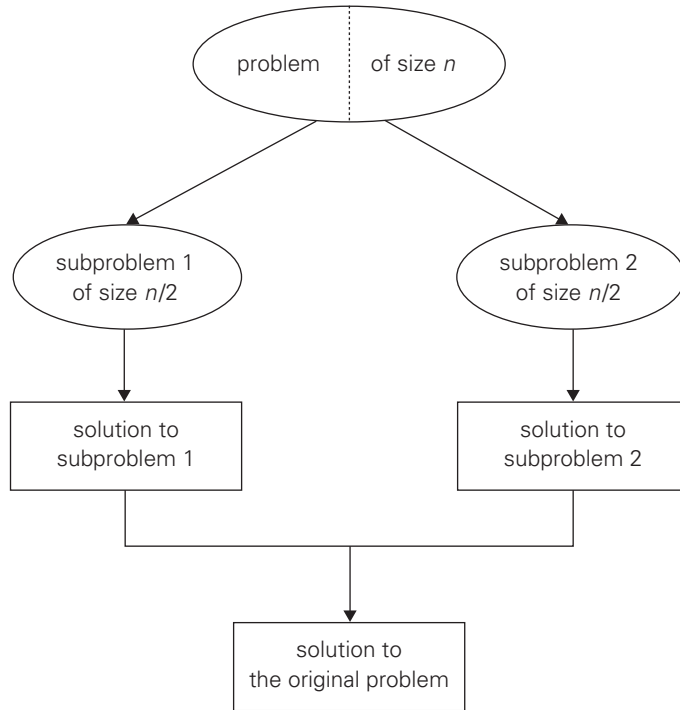 problem of size n
subproblem 1
of size n/2
subproblem 2
of size n/2
solution to
subproblem 1
solution to
subproblem 2
solution to
the original problem